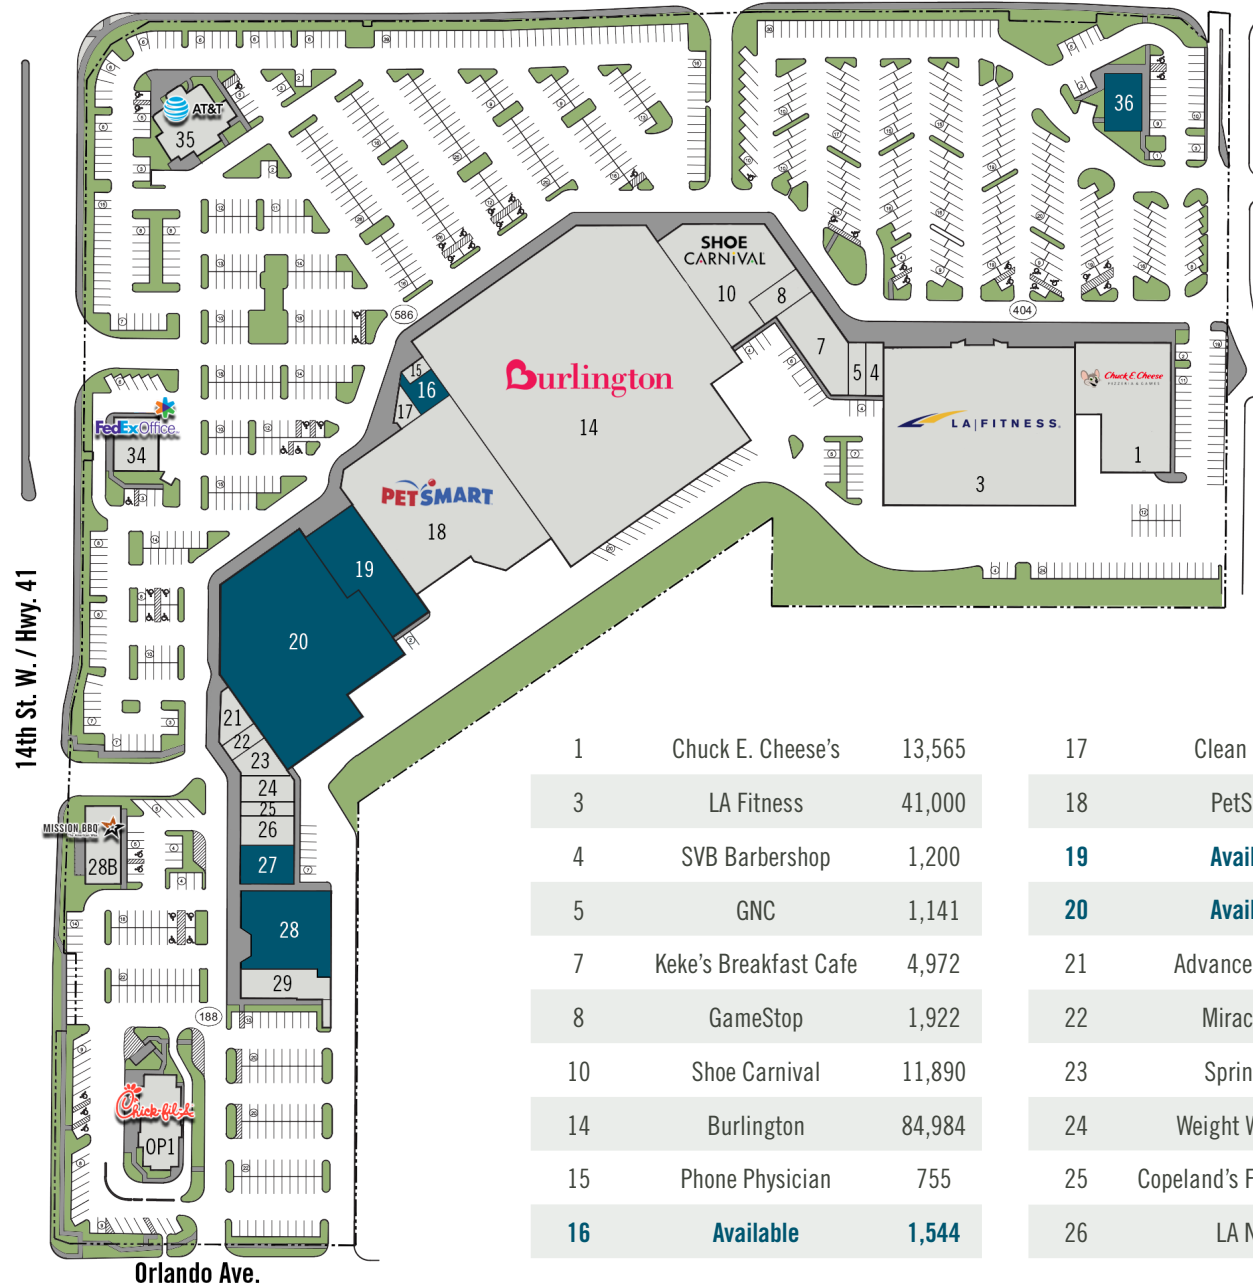 AT&T
35
36
SHOE
CARNIVAL
10
8
7
5
4
586
404
15
16
17
Burlington
14
Chuck E Cheese
PIZZERIA & GAMES
LA|FITNESS.
1
3
FedEx Office
34
PETSMART
18
19
20
14th St. W. / Hwy. 41
21
22
23
24
25
26
27
MISSION BBQ
28B
28
29
188
Chick-fil-A
OP1
Orlando Ave.
1 Chuck E. Cheese's 13,565
3 LA Fitness 41,000
4 SVB Barbershop 1,200
5 GNC 1,141
7 Keke's Breakfast Cafe 4,972
8 GameStop 1,922
10 Shoe Carnival 11,890
14 Burlington 84,984
15 Phone Physician 755
16 Available 1,544
17 Clean
18 PetS
19 Avail
20 Avail
21 Advance
22 Mirac
23 Sprin
24 Weight W
25 Copeland's F
26 LA N